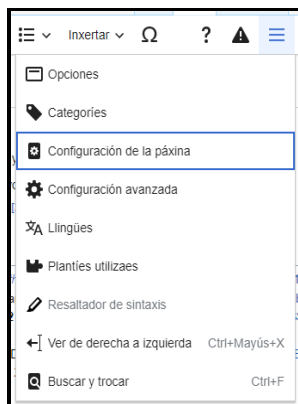 Inxertar Ω ?
Opciones
Categoríes
Configuración de la páxina
Configuración avanzada
Llingües
Plantíes utilizaes
Resaltador de sintaxis
Ver de derecha a izquierda Ctrl+Mayús+X
Buscar y trocar Ctrl+F